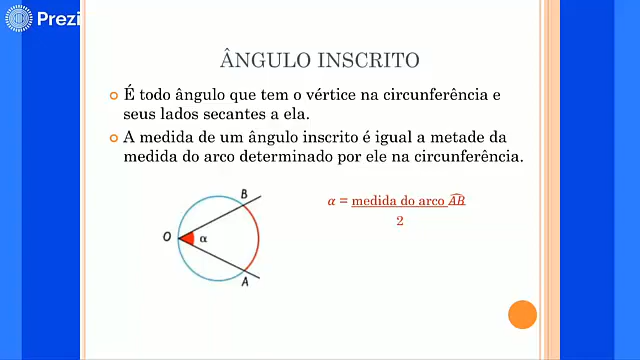 Prezi
ÂNGULO INSCRITO
É todo ângulo que tem o vértice na circunferência e
seus lados secantes a ela.
A medida de um ângulo inscrito é igual a metade da
medida do arco determinado por ele na circunferência.
α = medida do arco A͡B
2
B
O
α
A